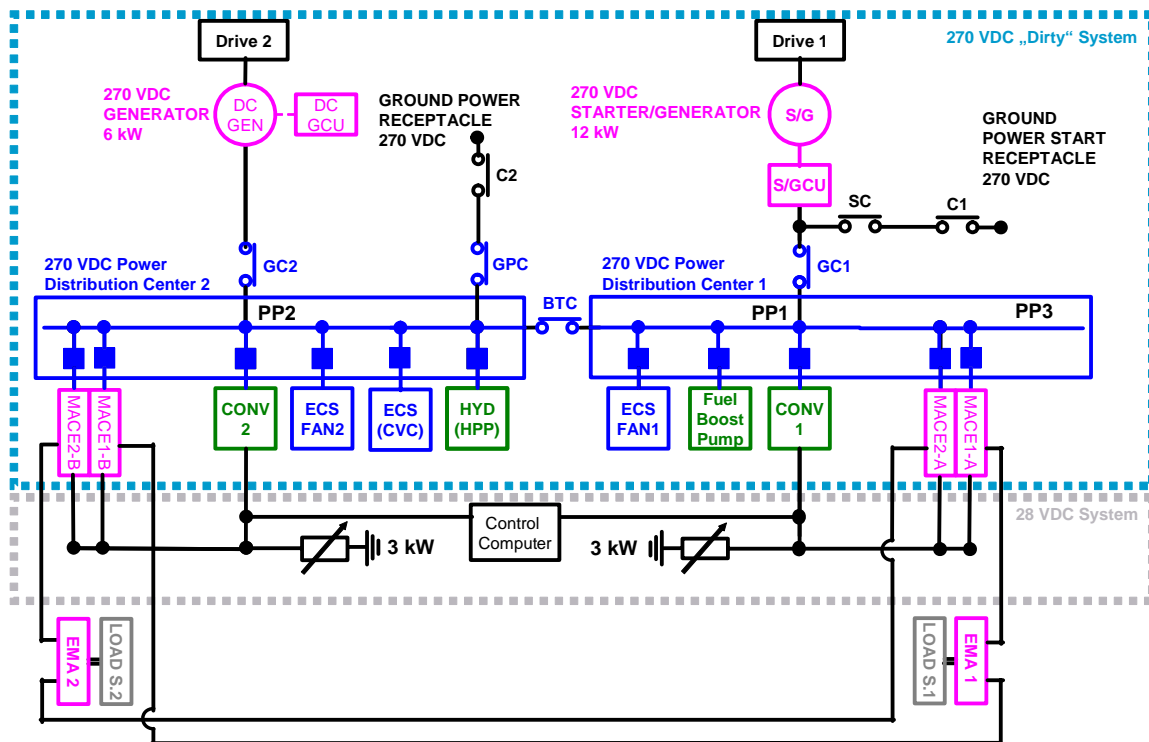 Drive 2
Drive 1
270 VDC „Dirty“ System
270 VDC
GENERATOR
6 kW
DC
GEN
DC
GCU
GROUND POWER
RECEPTACLE
270 VDC
C2
270 VDC
STARTER/GENERATOR
12 kW
S/G
S/GCU
GROUND
POWER START
RECEPTACLE
270 VDC
SC
C1
GC2
GPC
GC1
270 VDC Power
Distribution Center 2
270 VDC Power
Distribution Center 1
PP2
BTC
PP1
PP3
MACE2-B
MACE1-B
CONV
2
ECS
FAN2
ECS
(CVC)
HYD
(HPP)
ECS
FAN1
Fuel
Boost
Pump
CONV
1
MACE2-A
MACE1-A
28 VDC System
3 kW
Control
Computer
3 kW
EMA 2
LOAD S.2
LOAD S.1
EMA 1